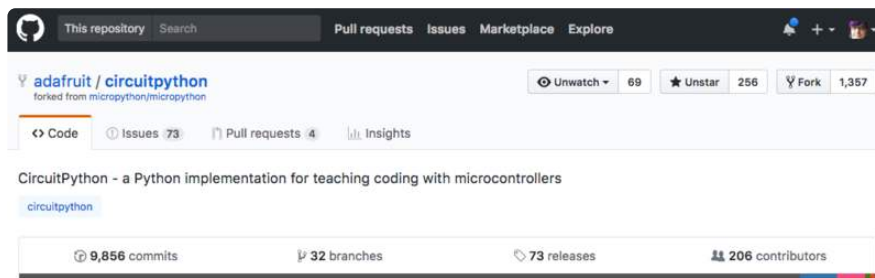 This repository Search Pull requests Issues Marketplace Explore
adafruit / circuitpython Unwatch 69 Unstar 256 Fork 1,357
forked from micropython/micropython
<> Code Issues 73 Pull requests 4 Insights
CircuitPython - a Python implementation for teaching coding with microcontrollers
circuitpython
9,856 commits 32 branches 73 releases 206 contributors